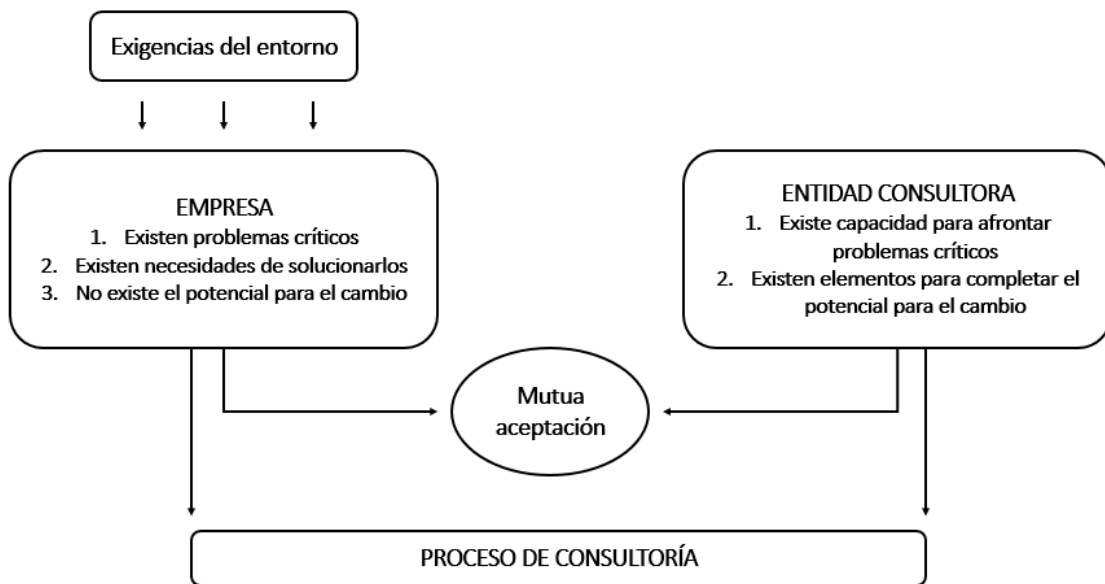 Exigencias del entorno
EMPRESA
1. Existen problemas críticos
2. Existen necesidades de solucionarlos
3. No existe el potencial para el cambio
ENTIDAD CONSULTORA
1. Existe capacidad para afrontar
problemas críticos
2. Existen elementos para completar el
potencial para el cambio
Mutua
aceptación
PROCESO DE CONSULTORÍA